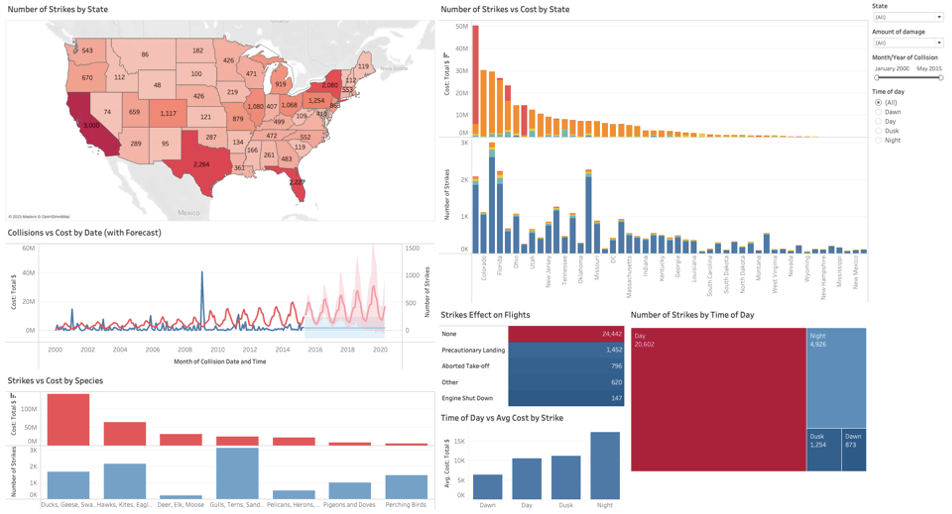 Number of Strikes by State
543
86
182
426
119
670
112
100
471
919
2,080
112
553
48
219
1,254
74
659
426
1,080
407
1,068
3,000
1,117
121
879
109
499
472
552
289
95
287
134
119
166
261
483
2,264
361
© 2023 Mapbox © OpenStreetMap
Mexico
Number of Strikes vs Cost by State
Cost: Total $
50M
40M
30M
20M
10M
0M
Number of Strikes
3K
2K
1K
0K
Colorado
Florida
Ohio
Utah
New Jersey
Tennessee
Oklahoma
Missouri
DC
Massachusetts
Indiana
Kentucky
Georgia
Louisiana
South Carolina
South Dakota
North Dakota
Montana
West Virginia
Nevada
Wyoming
New Hampshire
Mississippi
New Mexico
State
(All)
Amount of damage
(All)
Month/Year of Collision
January 2000 May 2015
Time of day
(All)
Dawn
Day
Dusk
Night
Collisions vs Cost by Date (with Forecast)
Cost: Total $
60M
40M
20M
0M
1500
1000
500
0
Number of Strikes
2000 2002 2004 2006 2008 2010 2012 2014 2016 2018 2020
Month of Collision Date and Time
Strikes vs Cost by Species
Cost: Total $
100M
50M
0M
Number of Strikes
3K
2K
1K
0K
Ducks, Geese, Swa.. Hawks, Kites, Eagl.. Deer, Elk, Moose Gulls, Terns, Sand.. Pelicans, Herons, .. Pigeons and Doves Perching Birds
Strikes Effect on Flights
None 24,442
Precautionary Landing 1,452
Aborted Take-off 796
Other 620
Engine Shut Down 147
Time of Day vs Avg Cost by Strike
Avg. Cost: Total $
15K
10K
5K
0K
Dawn Day Dusk Night
Number of Strikes by Time of Day
Day
20,602
Night
4,926
Dusk
1,254
Dawn
873